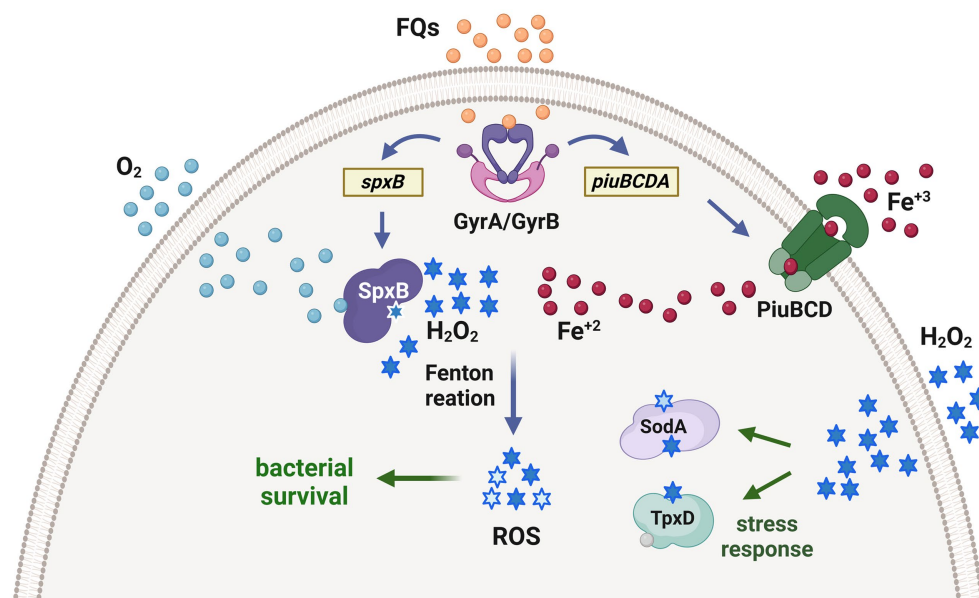 FQs
O2
spxB
piuBCDA
Fe+3
GyrA/GyrB
SpxB
PiuBCD
H2O2
Fe+2
H2O2
Fenton
reation
SodA
bacterial
survival
TpxD
stress
response
ROS